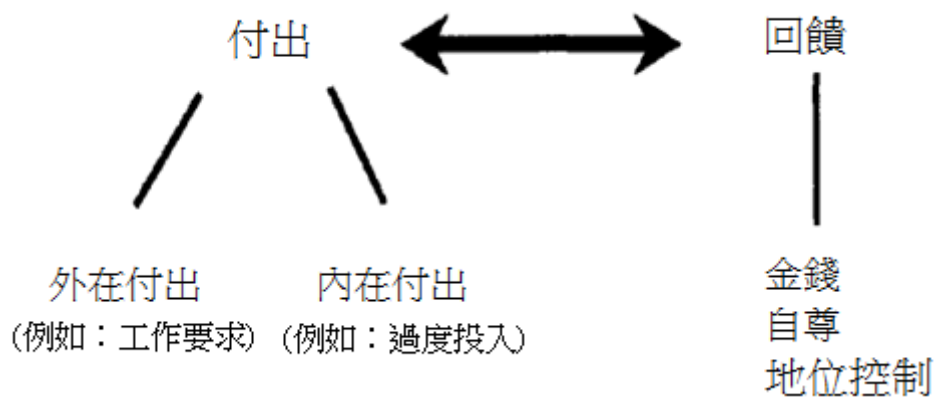 付出
回饋
外在付出
(例如：工作要求)
內在付出
(例如：過度投入)
金錢
自尊
地位控制